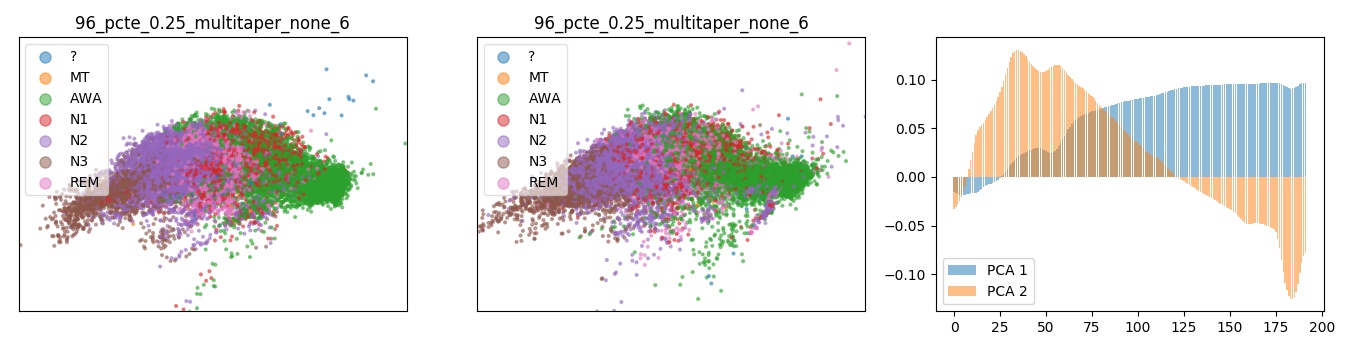 96_pcte_0.25_multitaper_none_6
?
MT
AWA
N1
N2
N3
REM
96_pcte_0.25_multitaper_none_6
?
MT
AWA
N1
N2
N3
REM
0.10
0.05
0.00
−0.05
−0.10
PCA 1
PCA 2
0 25 50 75 100 125 150 175 200